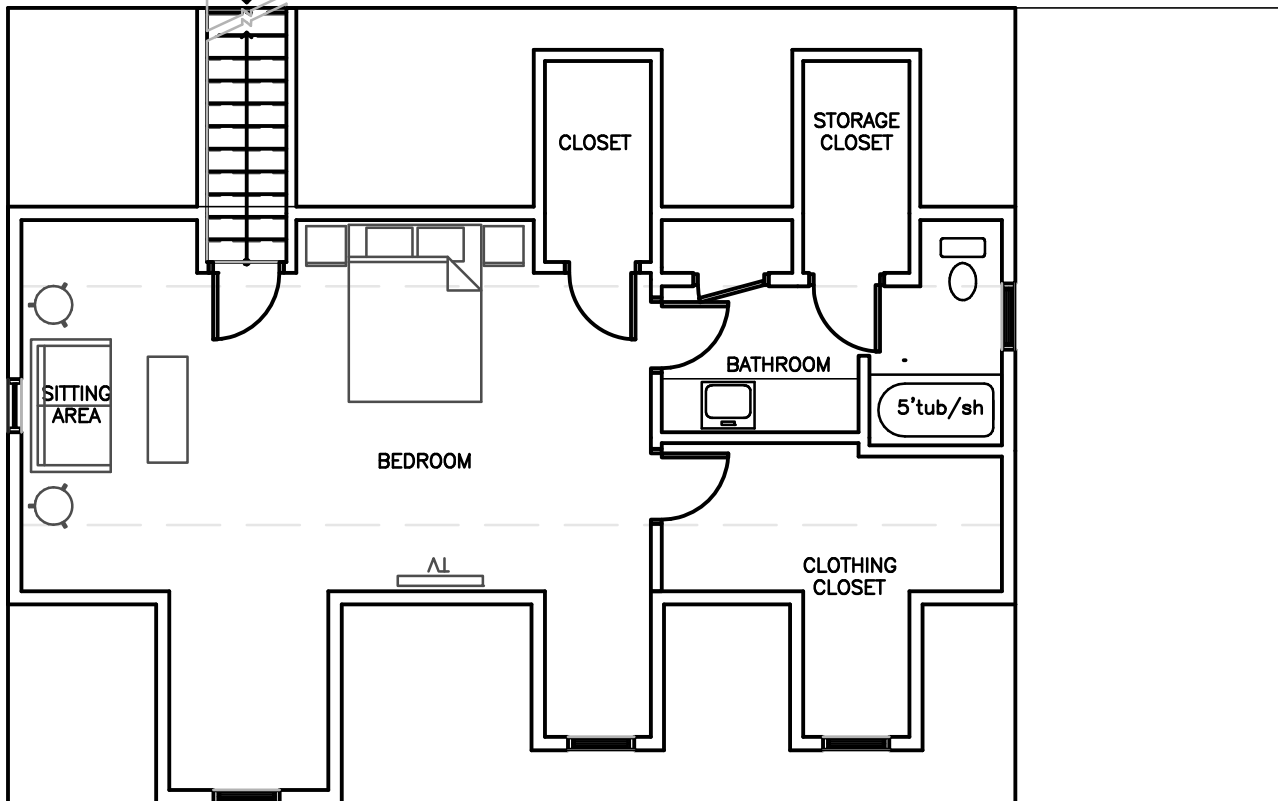 CLOSET
STORAGE
CLOSET
BATHROOM
SITTING
AREA
5'tub/sh
BEDROOM
TV
CLOTHING
CLOSET